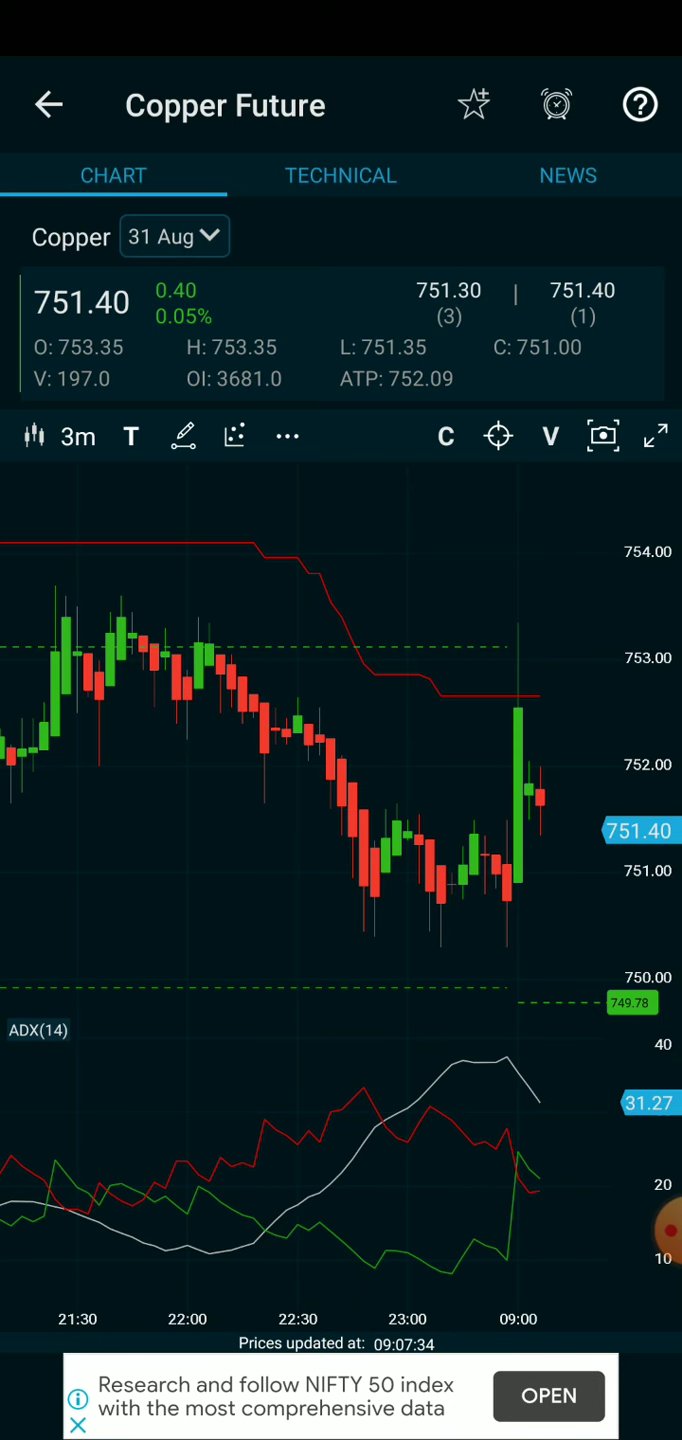 Copper Future
CHART TECHNICAL NEWS
Copper 31 Aug
751.40 0.40 0.05% 751.30 (3) | 751.40 (1)
O: 753.35 H: 753.35 L: 751.35 C: 751.00
V: 197.0 OI: 3681.0 ATP: 752.09
3m T C V
754.00
753.00
752.00
751.40
751.00
750.00
749.78
ADX(14)
40
31.27
20
10
21:30 22:00 22:30 23:00 09:00
Prices updated at: 09:07:34
Research and follow NIFTY 50 index
with the most comprehensive data
OPEN